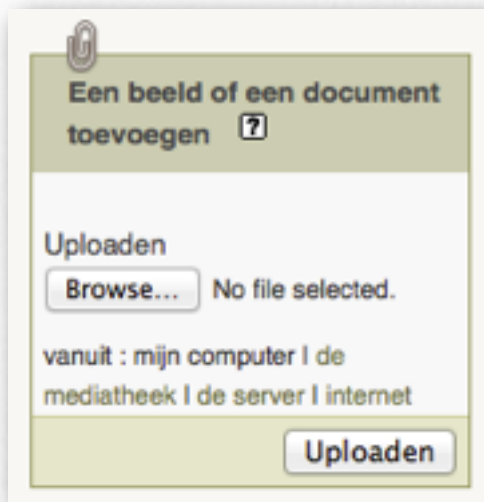 Een beeld of een document
toevoegen ?
Uploaden
Browse... No file selected.
vanuit : mijn computer | de
mediatheek | de server | internet
Uploaden